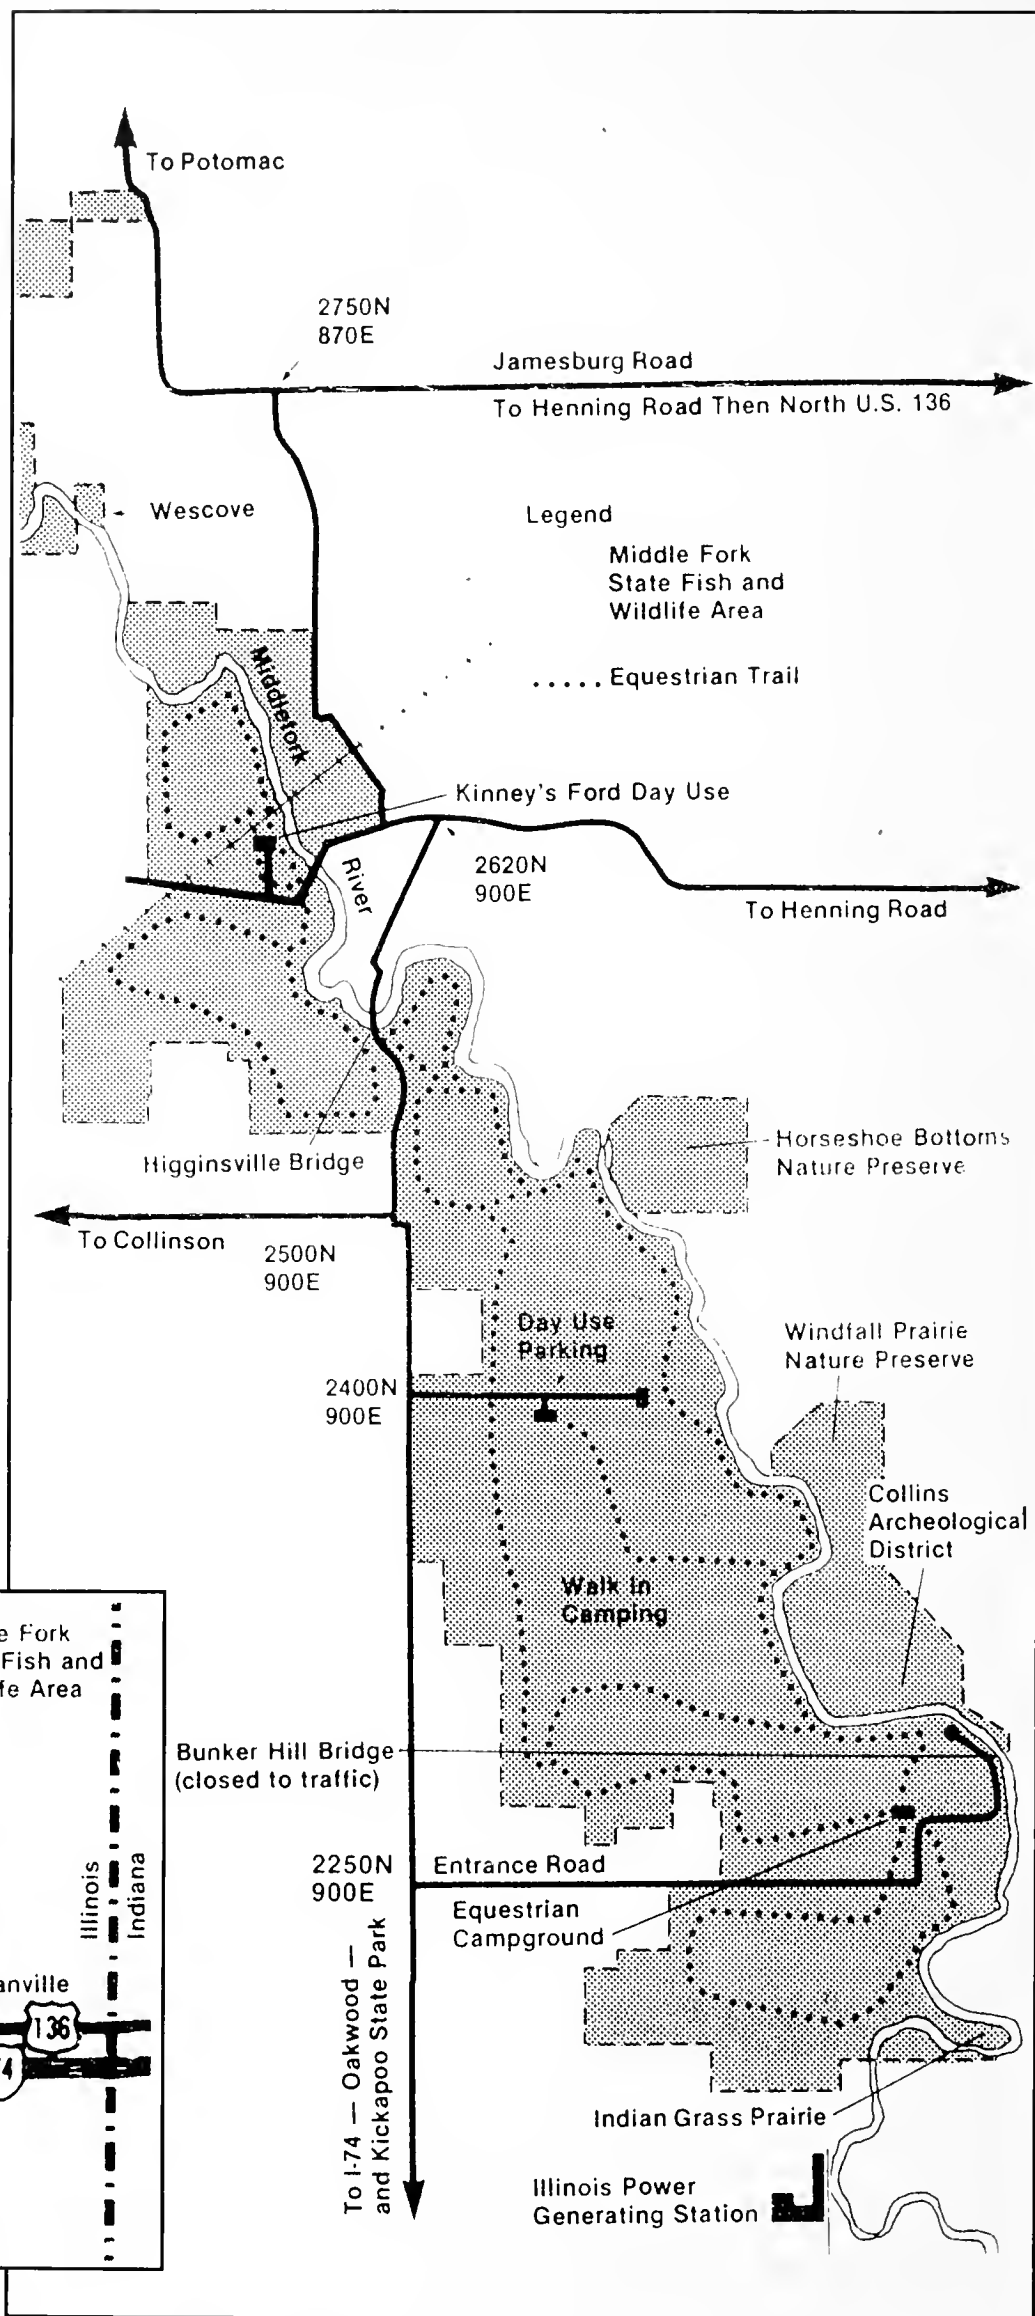 To Potomac
2750N
870E
Jamesburg Road
To Henning Road Then North U.S. 136
Wescove
Legend
Middle Fork
State Fish and
Wildlife Area
..... Equestrian Trail
Middlefork
River
Kinney's Ford Day Use
2620N
900E
To Henning Road
Higginsville Bridge
Horseshoe Bottoms
Nature Preserve
To Collinson
2500N
900E
Day Use
Parking
Windfall Prairie
Nature Preserve
2400N
900E
Collins
Archeological
District
Walk In
Camping
e Fork
Fish and
fe Area
Bunker Hill Bridge
(closed to traffic)
Illinois
Indiana
2250N
900E
Entrance Road
Equestrian
Campground
anville
136
4
To I-74 — Oakwood —
and Kickapoo State Park
Indian Grass Prairie
Illinois Power
Generating Station